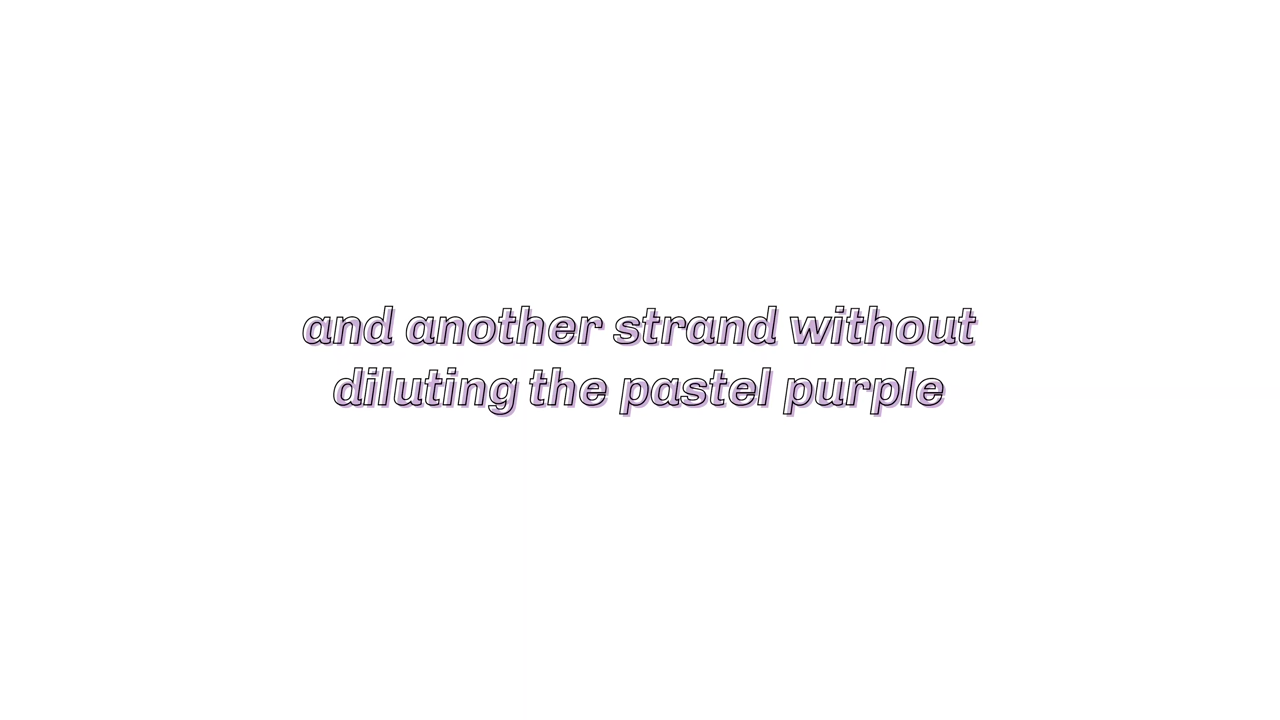 and another strand without
diluting the pastel purple